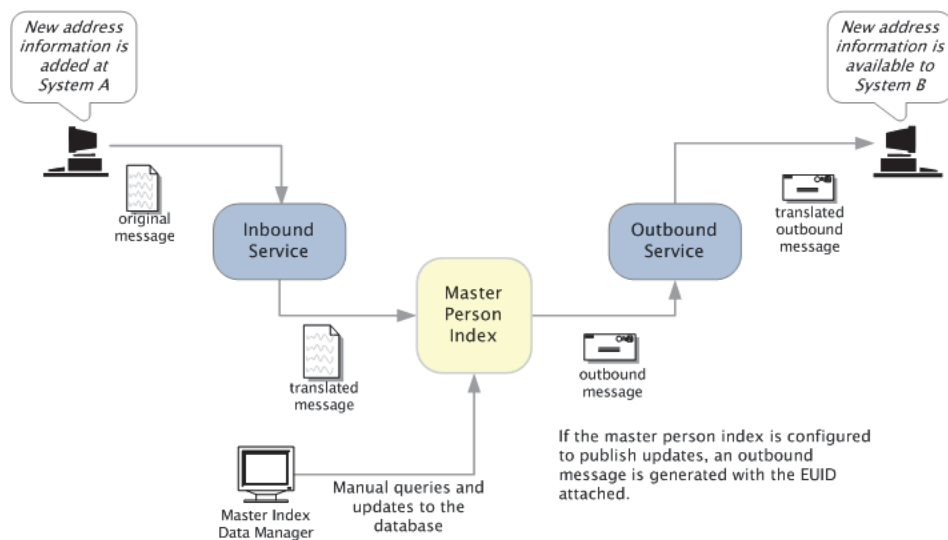 New address
information is
added at
System A
New address
information is
available to
System B
original
message
Inbound
Service
Outbound
Service
translated
outbound
message
Master
Person
Index
translated
message
outbound
message
If the master person index is configured
to publish updates, an outbound
message is generated with the EUID
attached.
Manual queries and
updates to the
database
Master Index
Data Manager